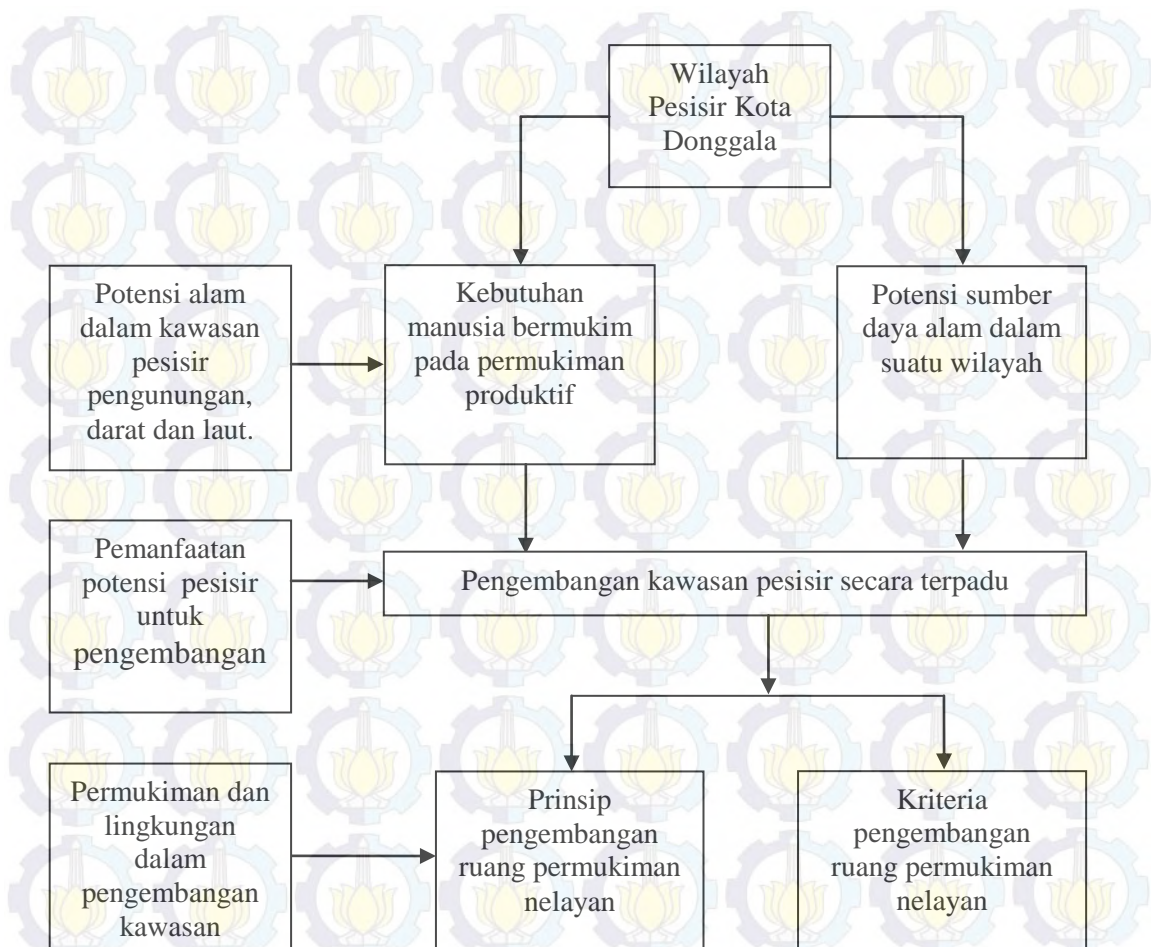 Wilayah
Pesisir Kota
Donggala
Potensi alam
dalam kawasan
pesisir
pengunungan,
darat dan laut.
Kebutuhan
manusia bermukim
pada permukiman
produktif
Potensi sumber
daya alam dalam
suatu wilayah
Pemanfaatan
potensi pesisir
untuk
pengembangan
Pengembangan kawasan pesisir secara terpadu
Permukiman dan
lingkungan
dalam
pengembangan
kawasan
Prinsip
pengembangan
ruang permukiman
nelayan
Kriteria
pengembangan
ruang permukiman
nelayan